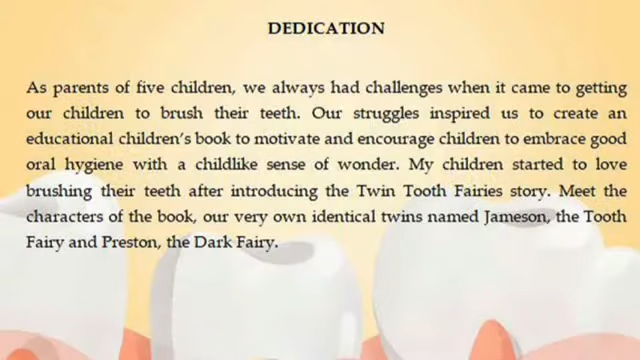 DEDICATION
As parents of five children, we always had challenges when it came to getting
our children to brush their teeth. Our struggles inspired us to create an
educational children's book to motivate and encourage children to embrace good
oral hygiene with a childlike sense of wonder. My children started to love
brushing their teeth after introducing the Twin Tooth Fairies story. Meet the
characters of the book, our very own identical twins named Jameson, the Tooth
Fairy and Preston, the Dark Fairy.